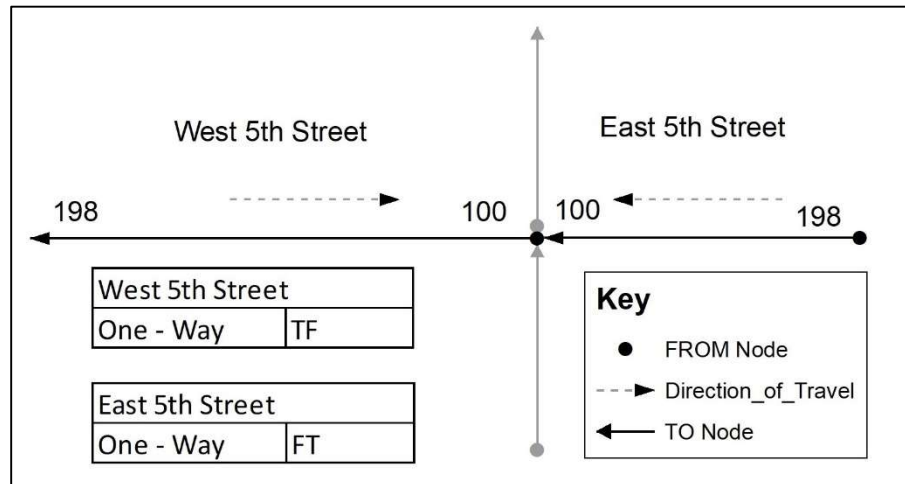 West 5th Street
East 5th Street
198
100
100
198
West 5th Street
One - Way TF
East 5th Street
One - Way FT
Key
FROM Node
Direction_of_Travel
TO Node